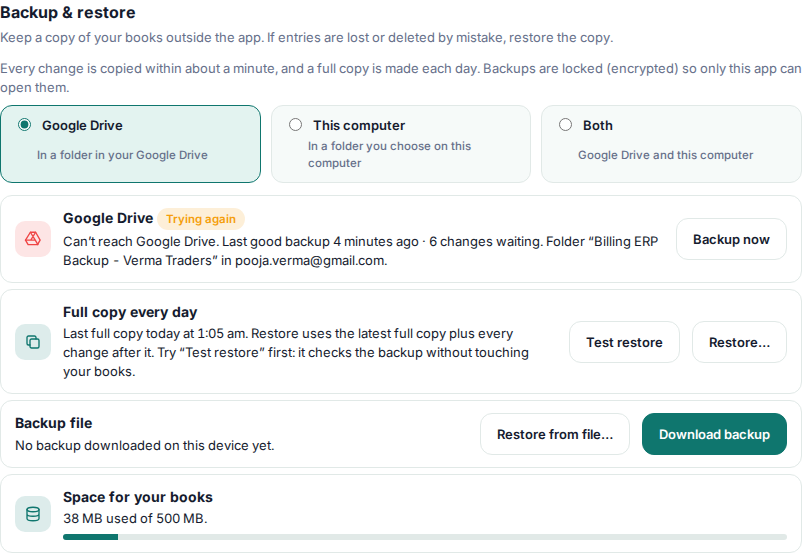 Backup & restore
Keep a copy of your books outside the app. If entries are lost or deleted by mistake, restore the copy.
Every change is copied within about a minute, and a full copy is made each day. Backups are locked (encrypted) so only this app can
open them.
Google Drive
In a folder in your Google Drive
This computer
In a folder you choose on this
computer
Both
Google Drive and this computer
Google Drive Trying again
Can’t reach Google Drive. Last good backup 4 minutes ago · 6 changes waiting. Folder “Billing ERP
Backup - Verma Traders” in pooja.verma@gmail.com.
Backup now
Full copy every day
Last full copy today at 1:05 am. Restore uses the latest full copy plus every
change after it. Try “Test restore” first: it checks the backup without touching
your books.
Test restore
Restore...
Backup file
No backup downloaded on this device yet.
Restore from file...
Download backup
Space for your books
38 MB used of 500 MB.